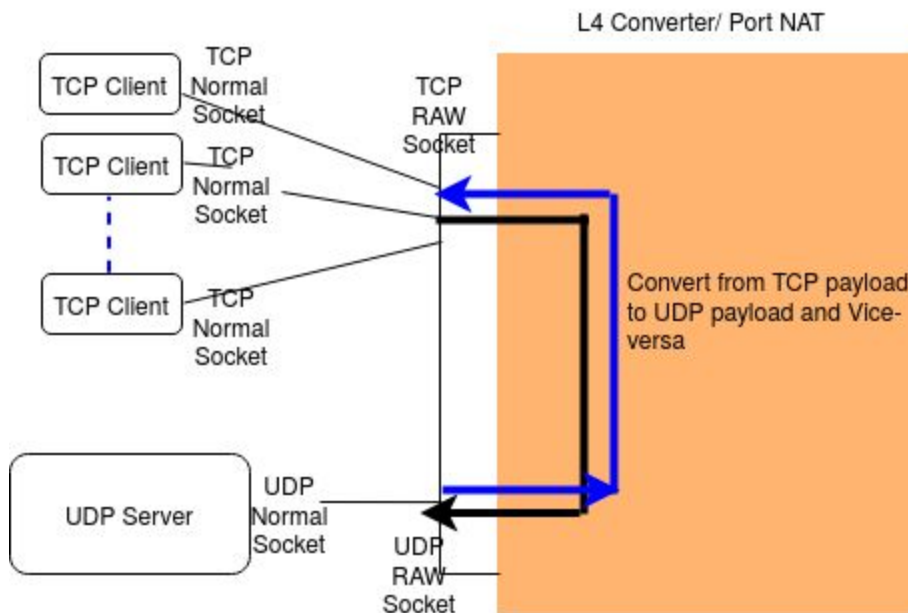 L4 Converter/ Port NAT
TCP Client
TCP
Normal
Socket
TCP
RAW
Socket
TCP Client
TCP
Normal
Socket
TCP Client
TCP
Normal
Socket
Convert from TCP payload
to UDP payload and Vice-
versa
UDP Server
UDP
Normal
Socket
UDP
RAW
Socket